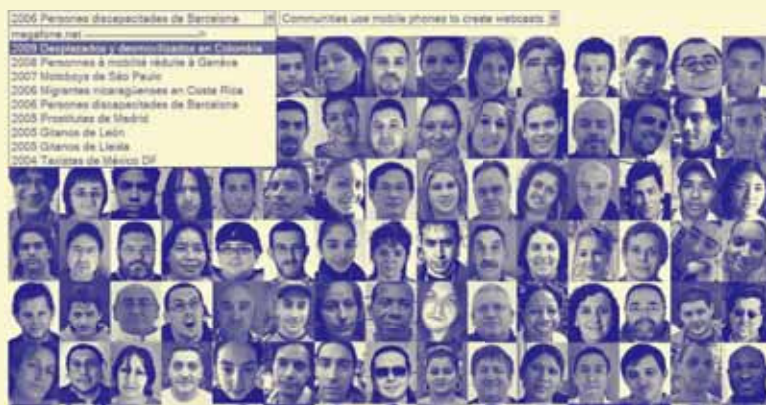 2006 Persones discapacitades de Barcelona
Communities use mobile phones to create webcasts
megafone.net ---------------------------->
2009 Desplazados y desmovilizados en Colombia
2008 Personnes à mobilité réduite à Genève
2007 Motoboys de São Paulo
2006 Migrantes nicaragüenses en Costa Rica
2006 Persones discapacitades de Barcelona
2005 Prostitutas de Madrid
2005 Gitanos de León
2005 Gitanos de Lleida
2004 Taxistas de México DF